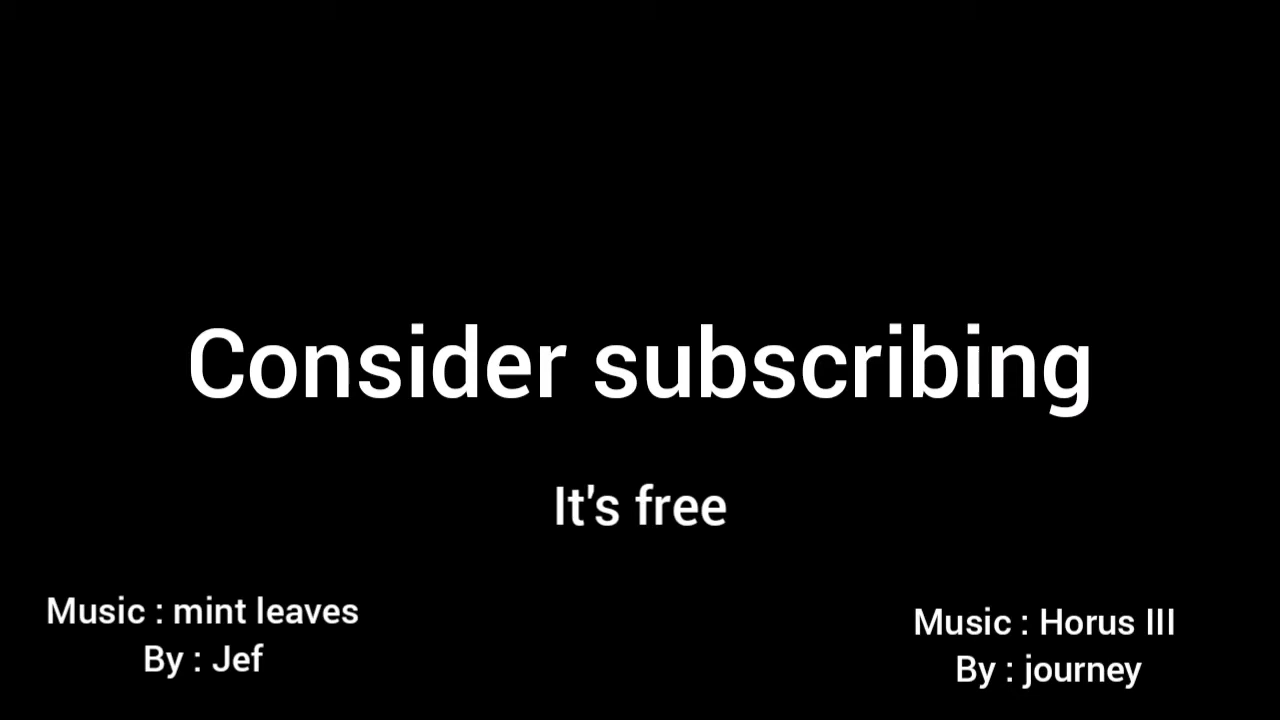 Consider subscribing
It's free
Music : mint leaves
By : Jef
Music : Horus III
By : journey